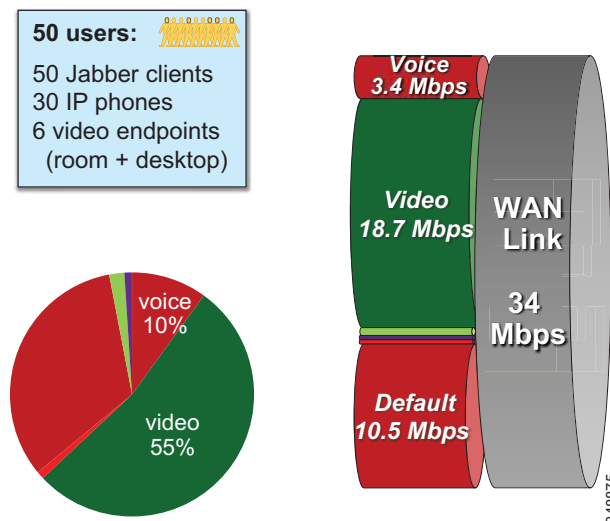 50 users:
50 Jabber clients
30 IP phones
6 video endpoints
(room + desktop)
Voice
3.4 Mbps
Video
18.7 Mbps
Default
10.5 Mbps
WAN
Link
34
Mbps
voice
10%
video
55%